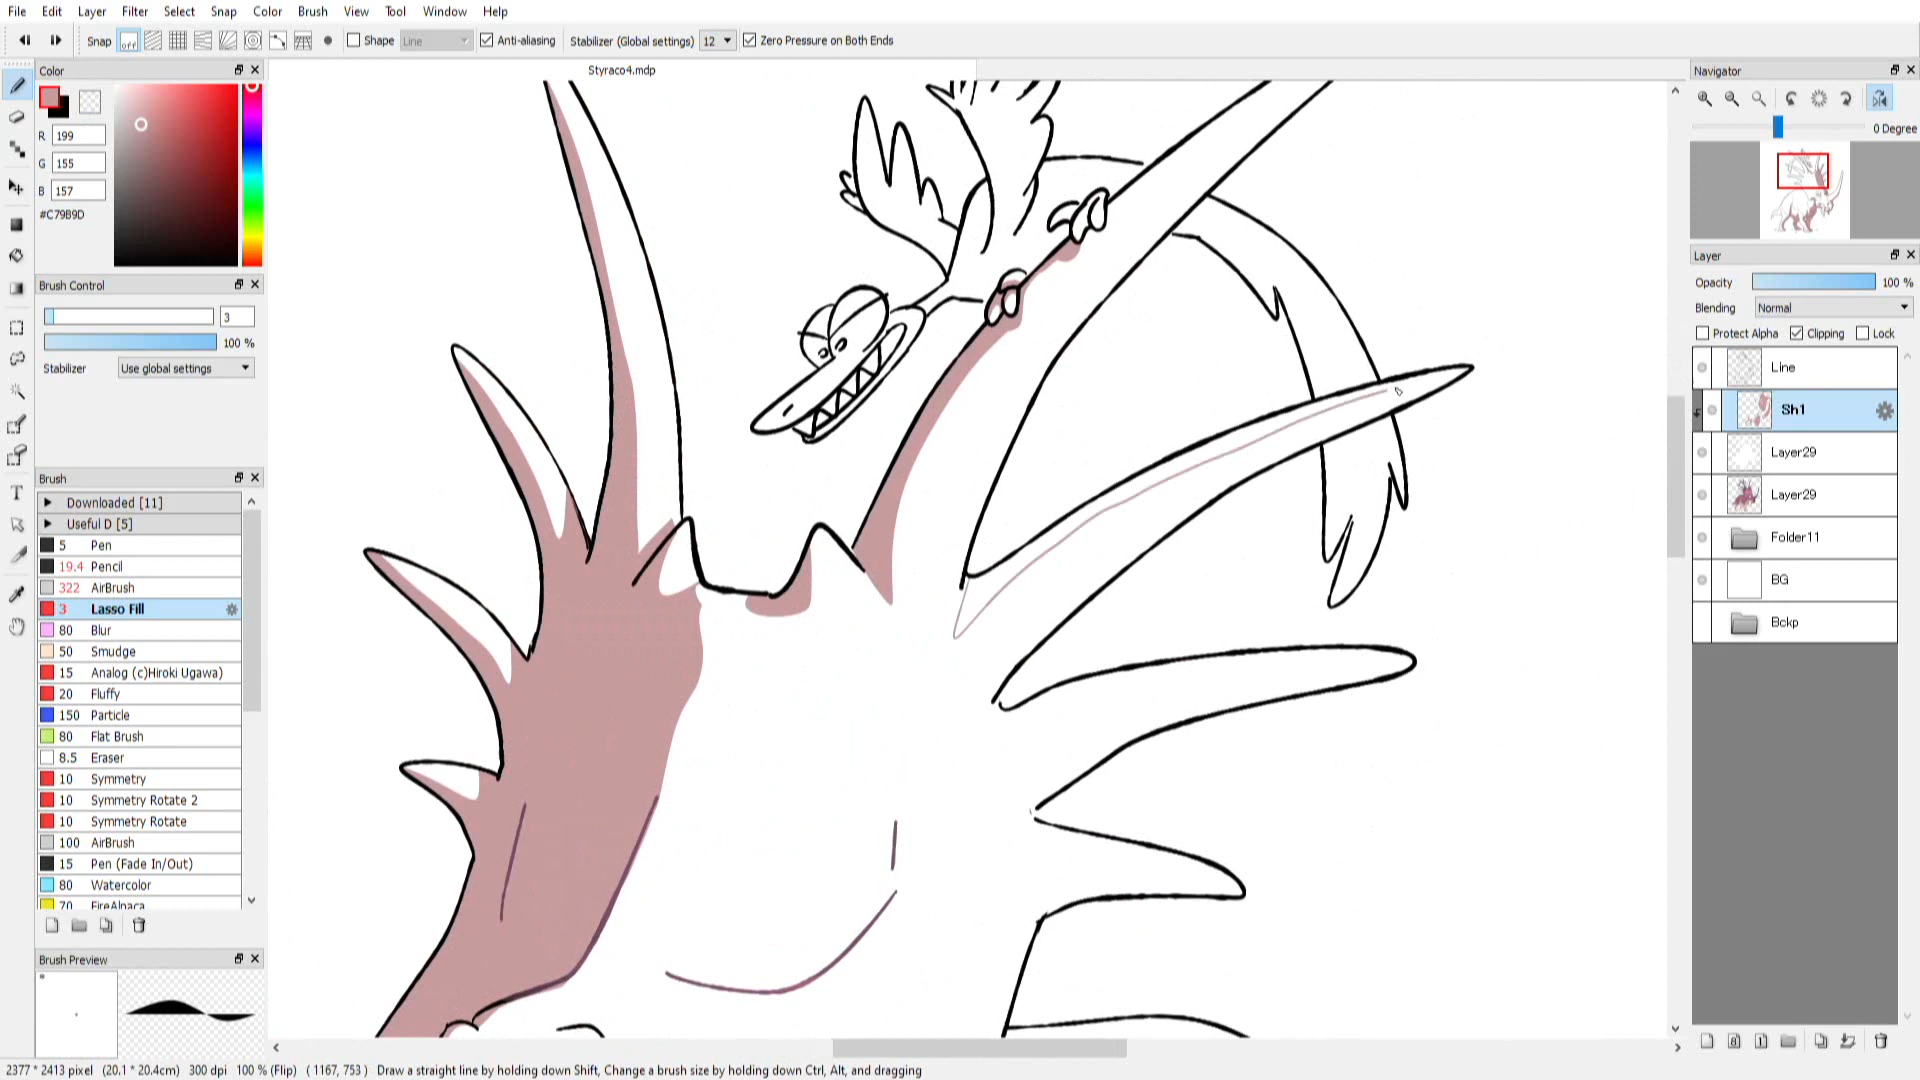 File Edit Layer Filter Select Snap Color Brush View Tool Window Help
Snap off Shape Line Anti-aliasing Stabilizer (Global settings) 12 Zero Pressure on Both Ends
Color
Styraco4.mdp
Navigator
R 199
G 155
B 157
#C79B9D
0 Degree
Brush Control
3
100 %
Stabilizer Use global settings
Layer
Opacity 100 %
Blending Normal
Protect Alpha Clipping Lock
Line
Sh1
Layer29
Layer29
Folder11
BG
Bckp
Brush
Downloaded [11]
Useful D [5]
5 Pen
19.4 Pencil
322 AirBrush
3 Lasso Fill
80 Blur
50 Smudge
15 Analog (c)Hiroki Ugawa)
20 Fluffy
150 Particle
80 Flat Brush
8.5 Eraser
10 Symmetry
10 Symmetry Rotate 2
10 Symmetry Rotate
100 AirBrush
15 Pen (Fade In/Out)
80 Watercolor
70 FireAlpaca
Brush Preview
2377 * 2413 pixel (20.1 * 20.4cm) 300 dpi 100 % (Flip) ( 1167, 753 ) Draw a straight line by holding down Shift, Change a brush size by holding down Ctrl, Alt, and dragging